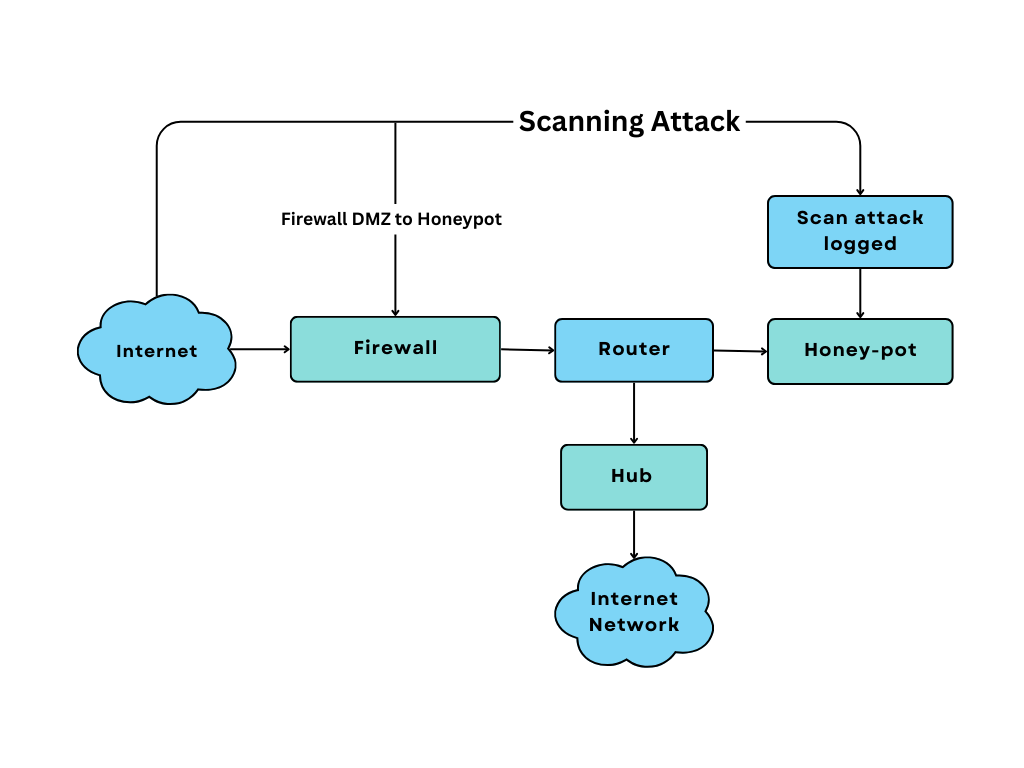 Scanning Attack
Firewall DMZ to Honeypot
Scan attack
logged
Internet
Firewall
Router
Honey-pot
Hub
Internet
Network